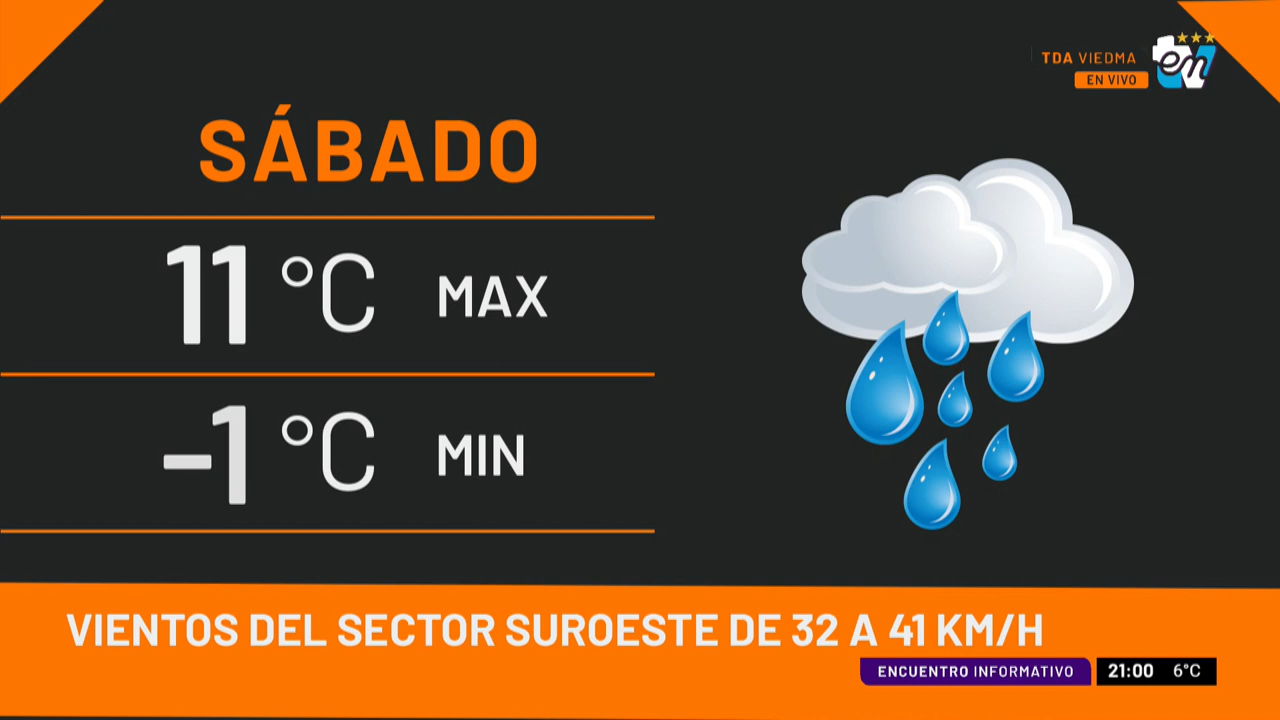 TDA VIEDMA
EN VIVO
em
SÁBADO
11 °C MAX
-1 °C MIN
VIENTOS DEL SECTOR SUROESTE DE 32 A 41 KM/H
ENCUENTRO INFORMATIVO 21:00 6°C